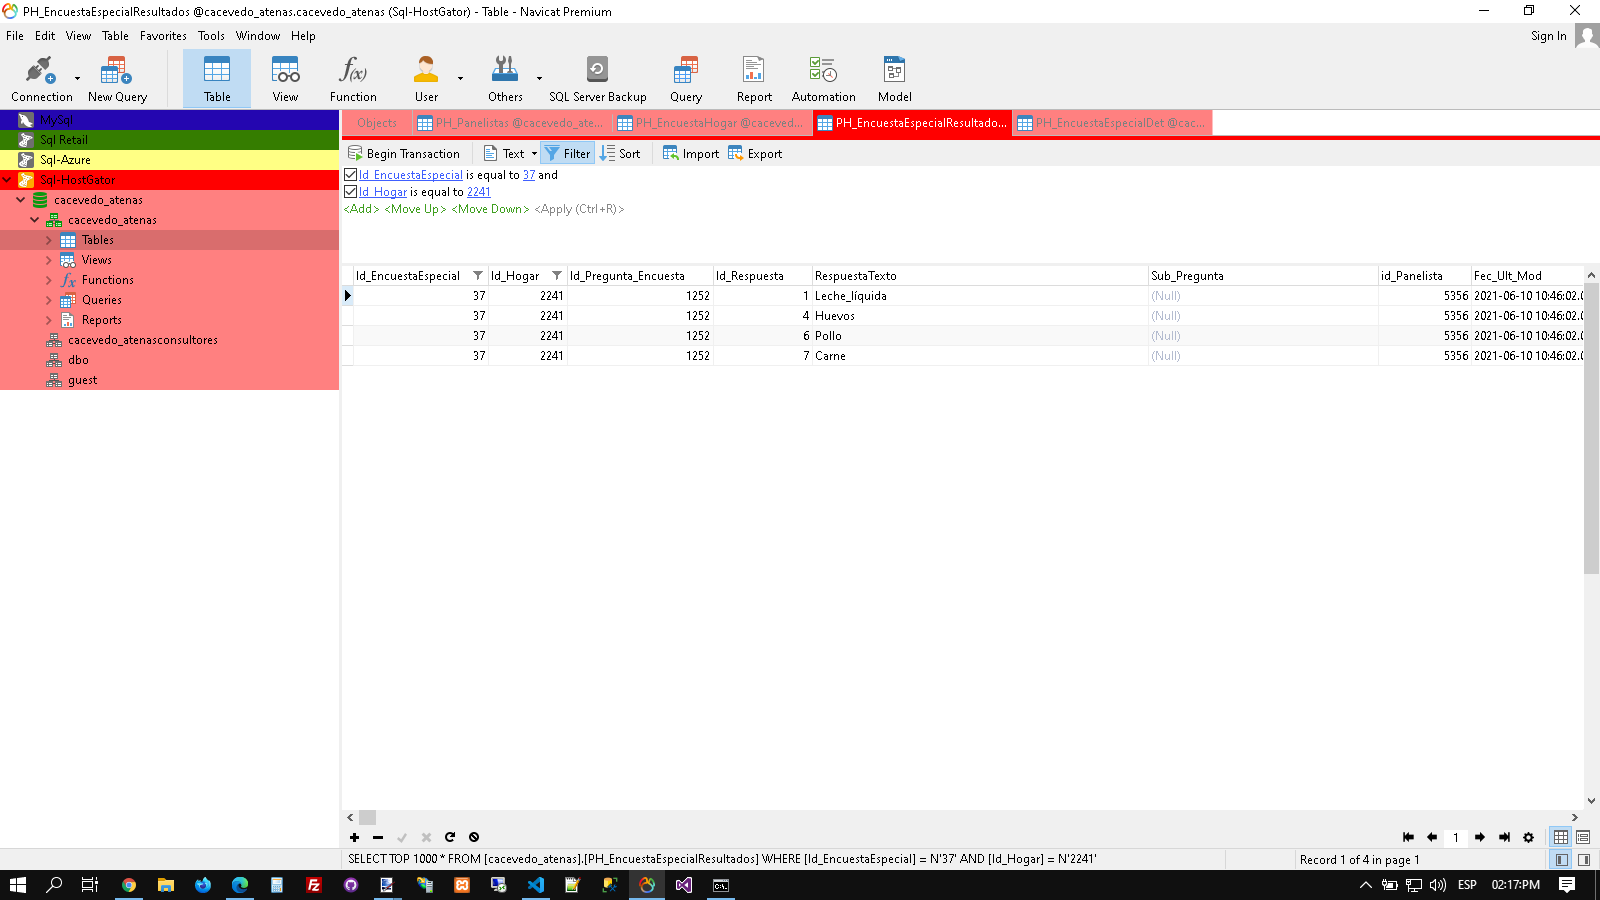 PH_EncuestaEspecialResultados @cacevedo_atenas.cacevedo_atenas (Sql-HostGator) - Table - Navicat Premium
File Edit View Table Favorites Tools Window Help
Sign In
Connection New Query Table View Function User Others SQL Server Backup Query Report Automation Model
f(x)
MySql
Sql Retail
Sql-Azure
Sql-HostGator
cacevedo_atenas
cacevedo_atenas
Tables
Views
Functions
Queries
Reports
cacevedo_atenasconsultores
dbo
guest
Objects PH_Panelistas @cacevedo_ate... PH_EncuestaHogar @caceved... PH_EncuestaEspecialResultado... PH_EncuestaEspecialDet @cac...
Begin Transaction Text Filter Sort Import Export
Id_EncuestaEspecial is equal to 37 and
Id_Hogar is equal to 2241
<Add> <Move Up> <Move Down> <Apply (Ctrl+R)>
Id_EncuestaEspecial Id_Hogar Id_Pregunta_Encuesta Id_Respuesta RespuestaTexto Sub_Pregunta id_Panelista Fec_Ult_Mod
37 2241 1252 1 Leche_líquida (Null) 5356 2021-06-10 10:46:02.0
37 2241 1252 4 Huevos (Null) 5356 2021-06-10 10:46:02.0
37 2241 1252 6 Pollo (Null) 5356 2021-06-10 10:46:02.0
37 2241 1252 7 Carne (Null) 5356 2021-06-10 10:46:02.0
1
SELECT TOP 1000 * FROM [cacevedo_atenas].[PH_EncuestaEspecialResultados] WHERE [Id_EncuestaEspecial] = N'37' AND [Id_Hogar] = N'2241'
Record 1 of 4 in page 1
ESP 02:17:PM